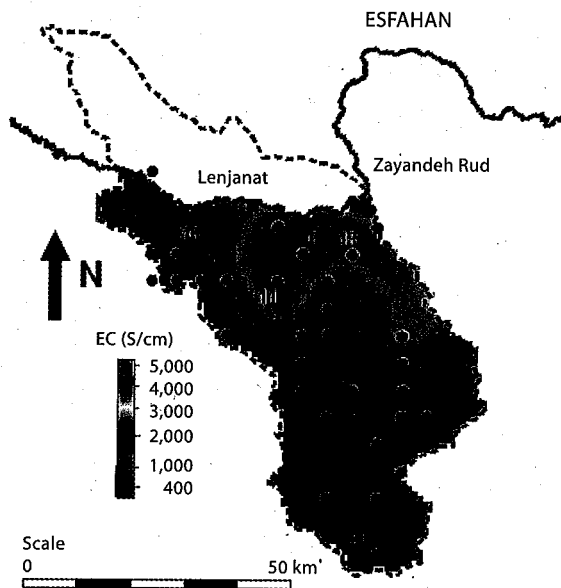 ESFAHAN
Lenjanat
Zayandeh Rud
N
EC (S/cm)
5,000
4,000
3,000
2,000
1,000
400
Scale
0
50 km